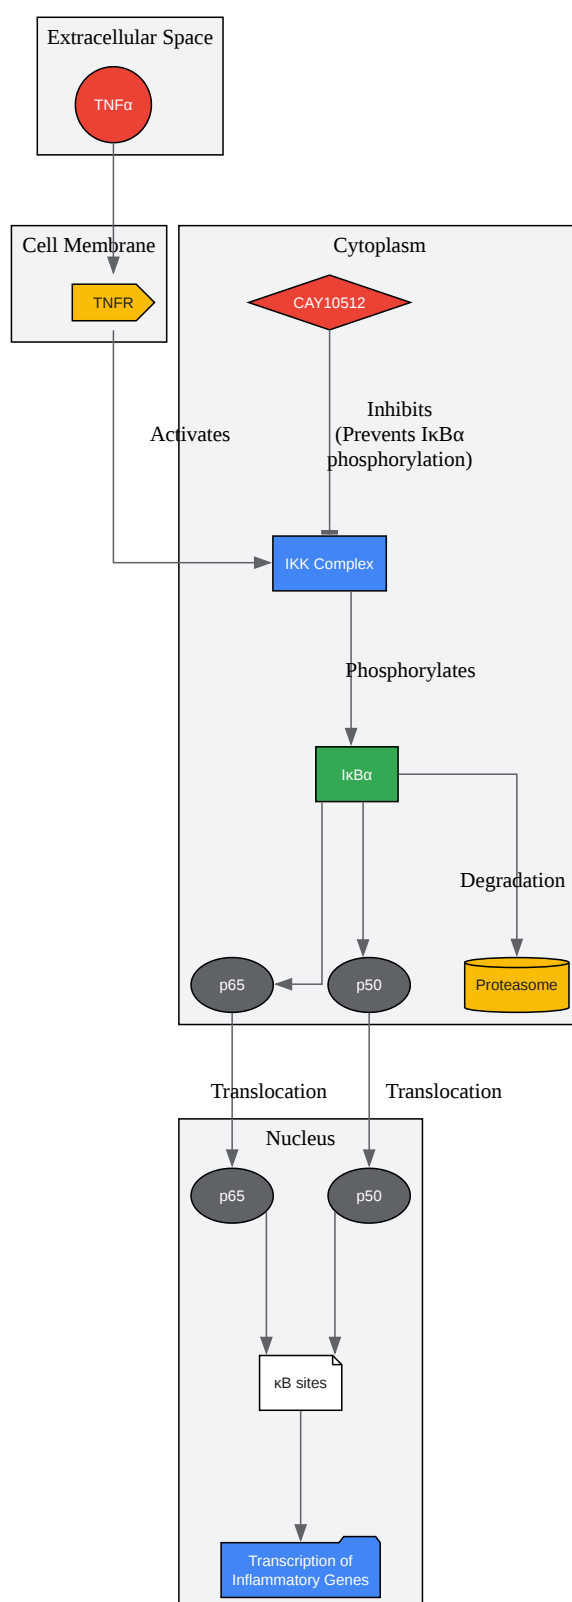 Extracellular Space
TNFα
Cell Membrane
TNFR
Cytoplasm
CAY10512
Inhibits
(Prevents IκBα
phosphorylation)
Activates
IKK Complex
Phosphorylates
IκBα
Degradation
p65
p50
Proteasome
Translocation
Translocation
Nucleus
p65
p50
κB sites
Transcription of
Inflammatory Genes